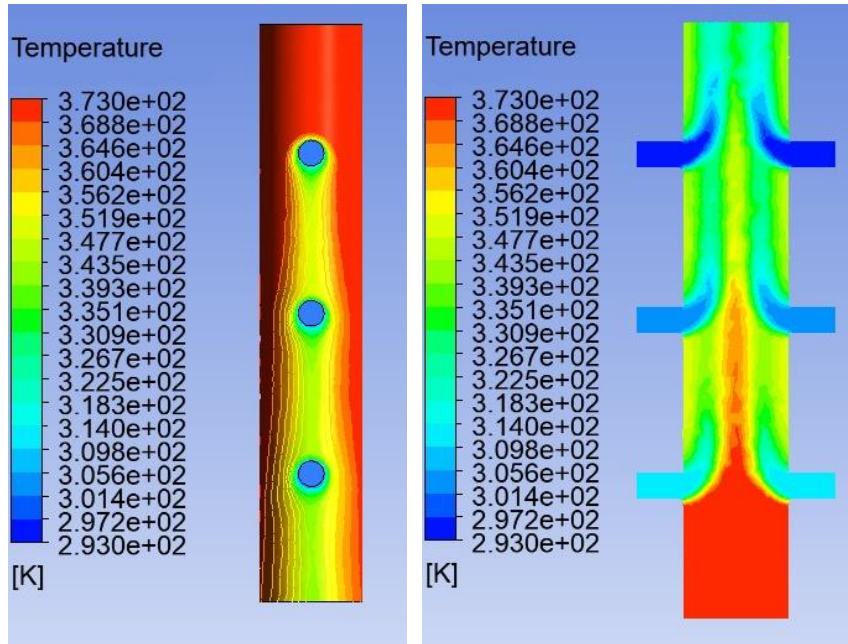 Temperature
3.730e+02
3.688e+02
3.646e+02
3.604e+02
3.562e+02
3.519e+02
3.477e+02
3.435e+02
3.393e+02
3.351e+02
3.309e+02
3.267e+02
3.225e+02
3.183e+02
3.140e+02
3.098e+02
3.056e+02
3.014e+02
2.972e+02
2.930e+02
[K]
Temperature
3.730e+02
3.688e+02
3.646e+02
3.604e+02
3.562e+02
3.519e+02
3.477e+02
3.435e+02
3.393e+02
3.351e+02
3.309e+02
3.267e+02
3.225e+02
3.183e+02
3.140e+02
3.098e+02
3.056e+02
3.014e+02
2.972e+02
2.930e+02
[K]